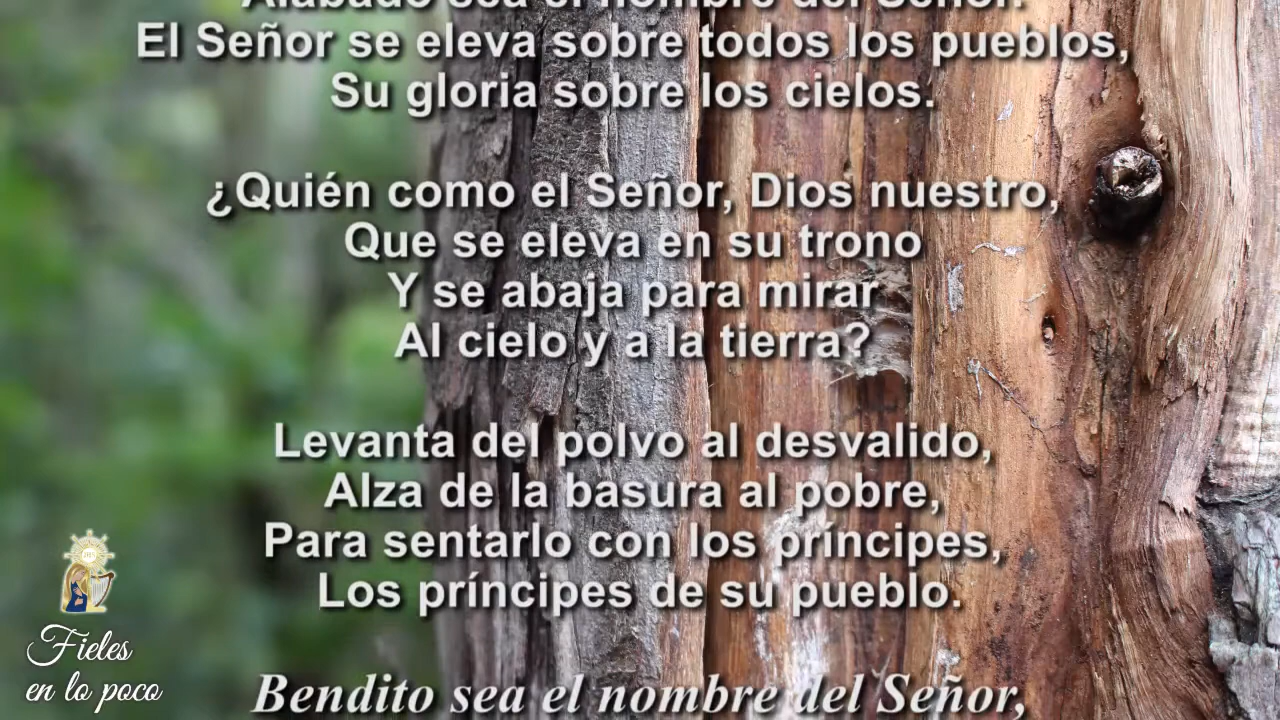 Alabado sea el nombre del Señor.
El Señor se eleva sobre todos los pueblos,
Su gloria sobre los cielos.
¿Quién como el Señor, Dios nuestro,
Que se eleva en su trono
Y se abaja para mirar
Al cielo y a la tierra?
Levanta del polvo al desvalido,
Alza de la basura al pobre,
Para sentarlo con los príncipes,
Los príncipes de su pueblo.
Bendito sea el nombre del Señor,
Fieles
en lo poco